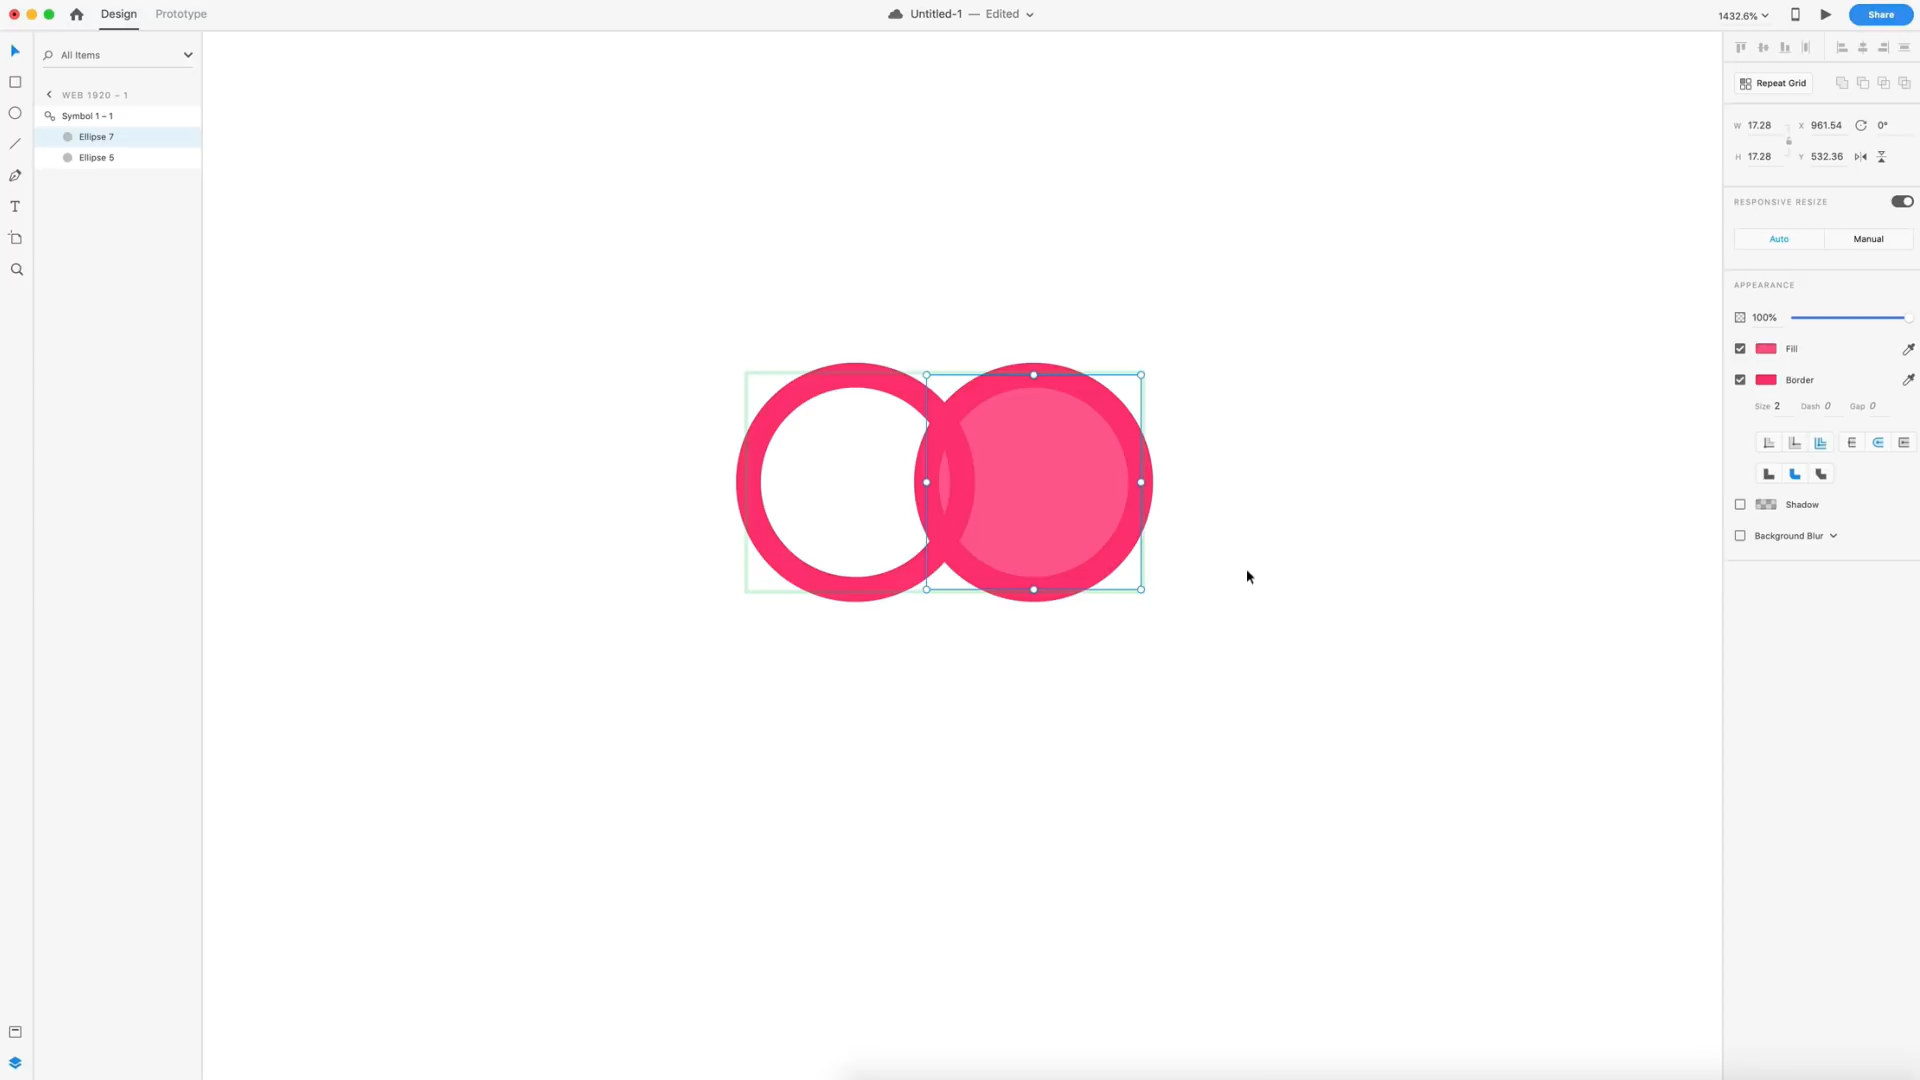 Design Prototype Untitled-1 — Edited 1432.6% Share
All Items
WEB 1920 – 1
Symbol 1 – 1
Ellipse 7
Ellipse 5
Repeat Grid
W 17.28 X 961.54 0°
H 17.28 Y 532.36
RESPONSIVE RESIZE
Auto Manual
APPEARANCE
100%
Fill
Border
Size 2 Dash 0 Gap 0
Shadow
Background Blur